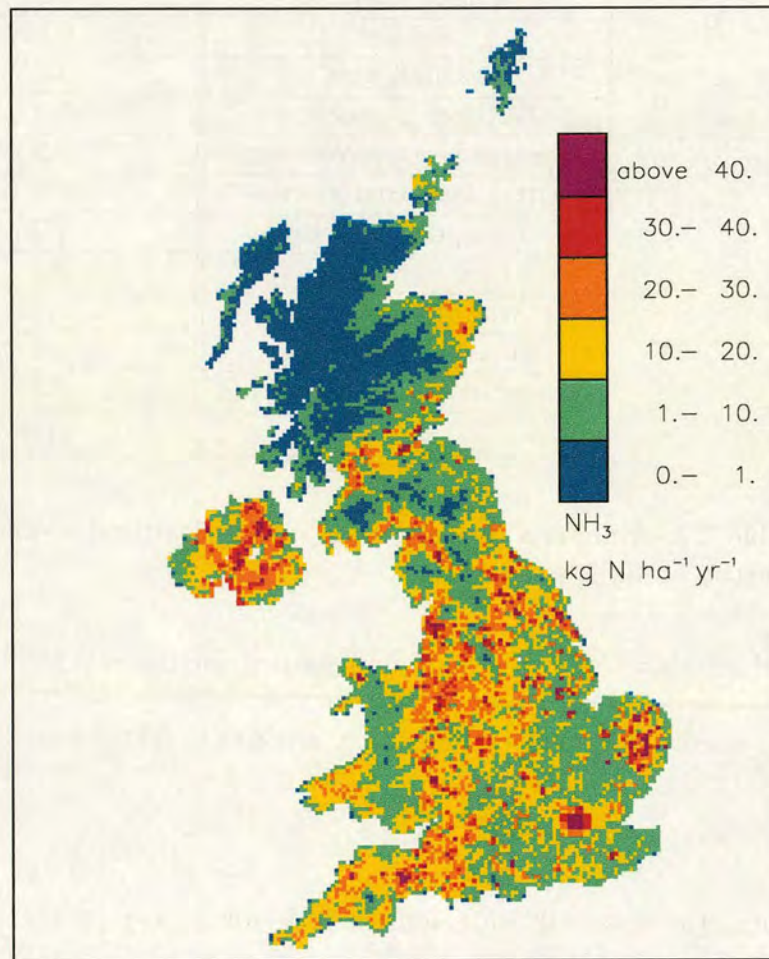 above 40.
30.– 40.
20.– 30.
10.– 20.
1.– 10.
0.– 1.
NH₃
kg N ha⁻¹ yr⁻¹